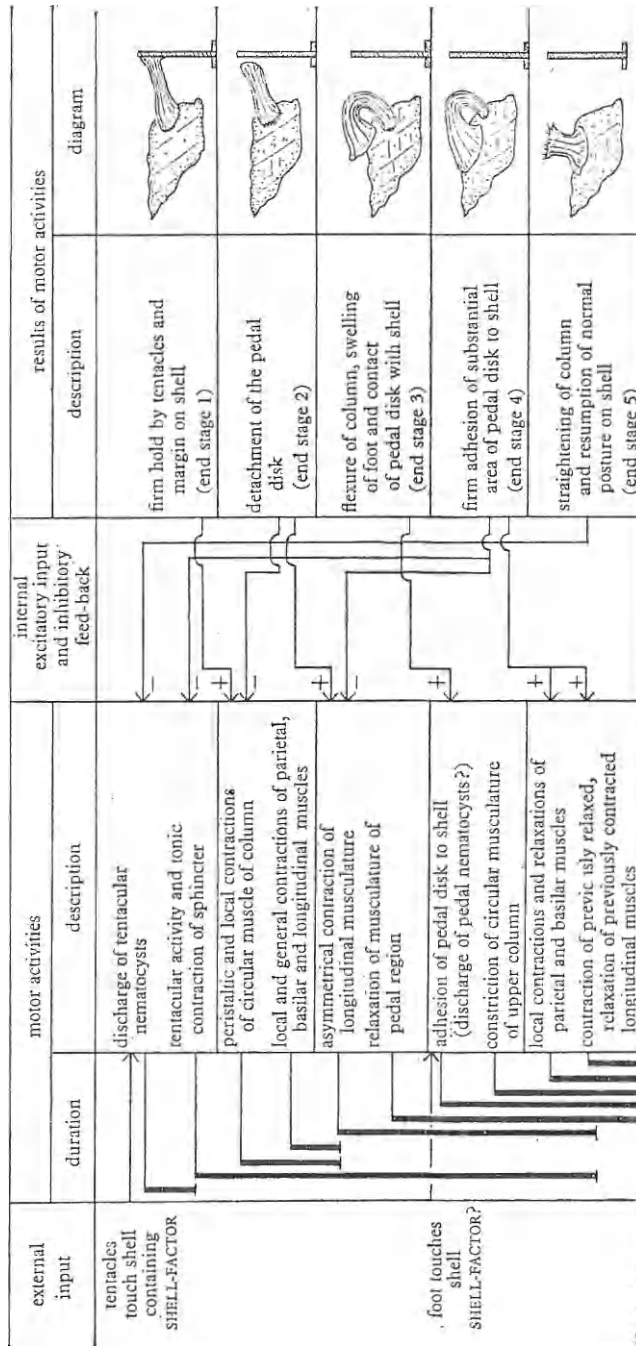 external
input
motor activities
duration
description
internal
excitatory input
and inhibitory
feed-back
results of motor activities
description
diagram
tentacles
touch shell
containing
SHELL-FACTOR
foot touches
shell
SHELL-FACTOR?
discharge of tentacular
nematocysts
tentacular activity and tonic
contraction of sphincter
peristaltic and local contractions
of circular muscle of column
local and general contractions of parietal,
basilar and longitudinal muscles
asymmetrical contraction of
longitudinal musculature
relaxation of musculature of
pedal region
adhesion of pedal disk to shell
(discharge of pedal nematocysts?)
constriction of circular musculature
of upper column
local contractions and relaxations of
parietal and basilar muscles
contraction of previc isly relaxed,
relaxation of previously contracted
longitudinal muscles
−
−
+
−
+
−
+
+
+
firm hold by tentacles and
margin on shell
(end stage 1)
detachment of the pedal
disk
(end stage 2)
flexure of column, swelling
of foot and contact
of pedal disk with shell
(end stage 3)
firm adhesion of substantial
area of pedal disk to shell
(end stage 4)
straightening of column
and resumption of normal
posture on shell
(end stage 5)